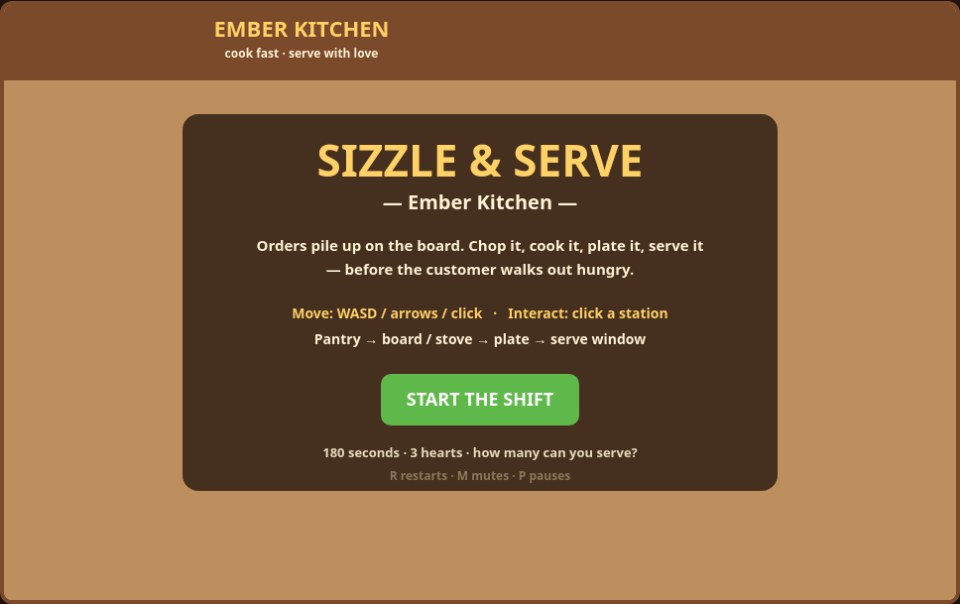 EMBER KITCHEN
cook fast · serve with love
SIZZLE & SERVE
— Ember Kitchen —
Orders pile up on the board. Chop it, cook it, plate it, serve it
— before the customer walks out hungry.
Move: WASD / arrows / click · Interact: click a station
Pantry → board / stove → plate → serve window
START THE SHIFT
180 seconds · 3 hearts · how many can you serve?
R restarts · M mutes · P pauses